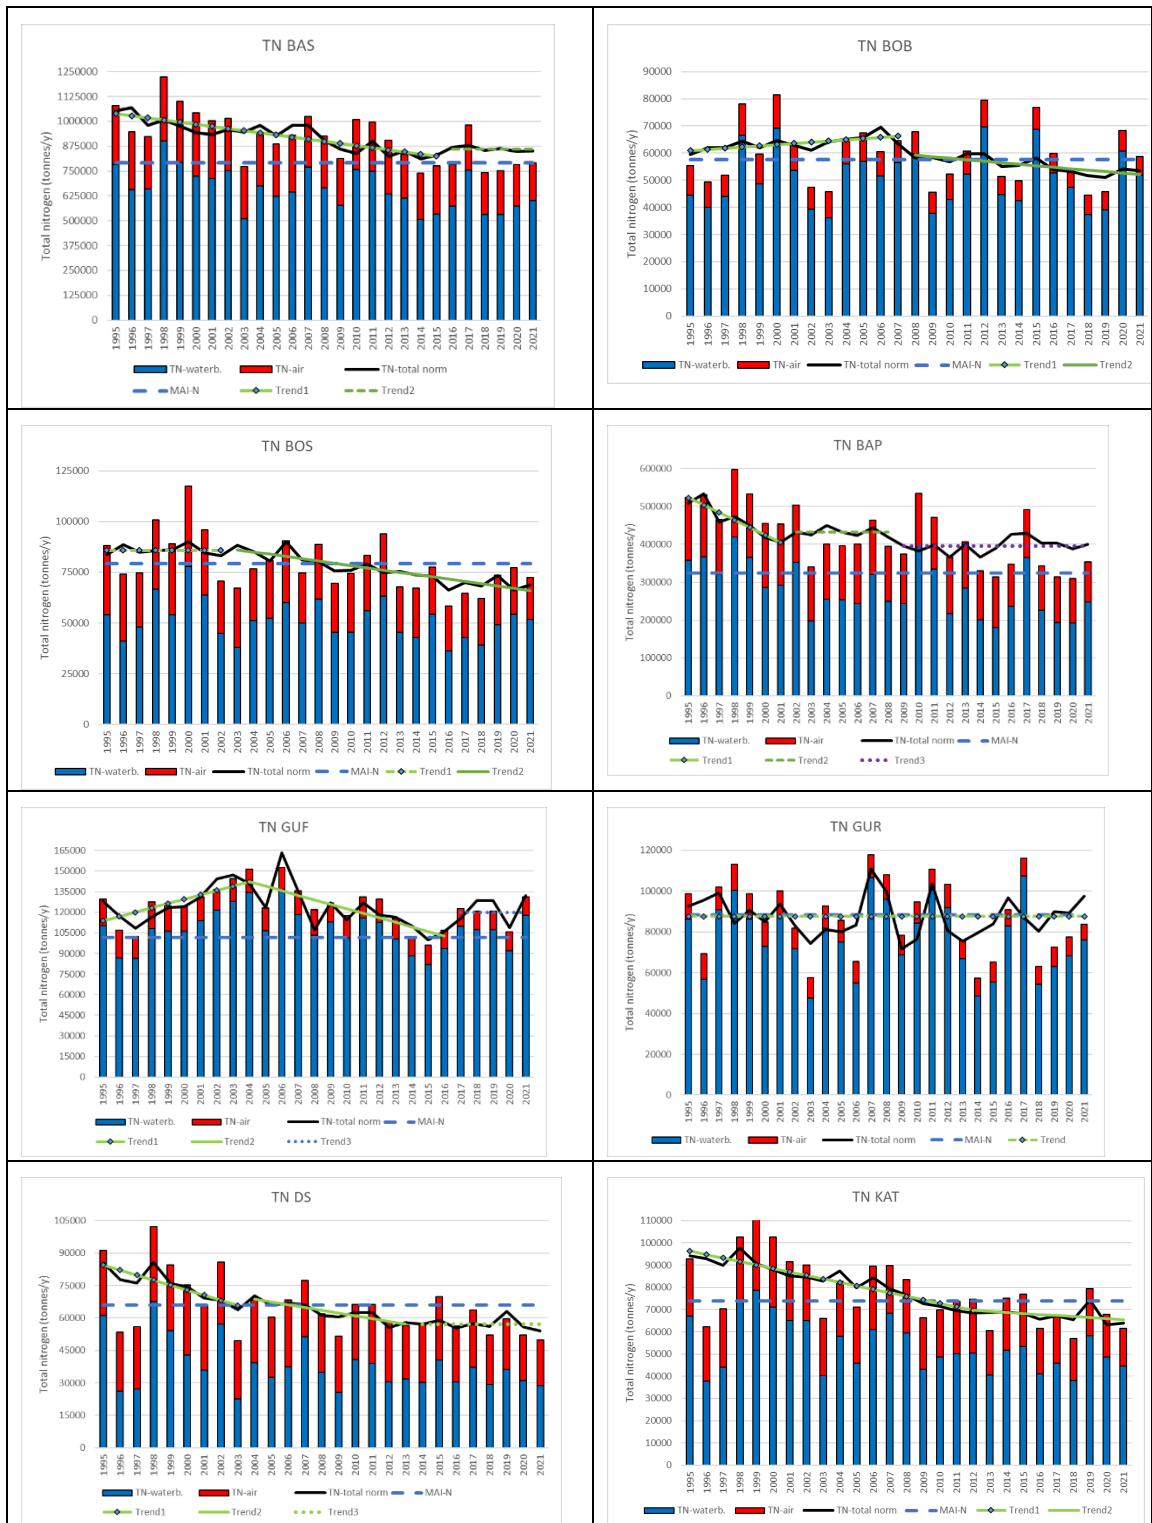 TN BAS
Total nitrogen (tonnes/y)
1250000
1125000
1000000
875000
750000
625000
500000
375000
250000
125000
0
1995 1996 1997 1998 1999 2000 2001 2002 2003 2004 2005 2006 2007 2008 2009 2010 2011 2012 2013 2014 2015 2016 2017 2018 2019 2020 2021
TN-waterb. TN-air TN-total norm
MAI-N Trend1 Trend2
TN BOB
Total nitrogen (tonnes/y)
90000
80000
70000
60000
50000
40000
30000
20000
10000
0
1995 1996 1997 1998 1999 2000 2001 2002 2003 2004 2005 2006 2007 2008 2009 2010 2011 2012 2013 2014 2015 2016 2017 2018 2019 2020 2021
TN-waterb. TN-air TN-total norm MAI-N Trend1 Trend2
TN BOS
Total nitrogen (tonnes/y)
125000
100000
75000
50000
25000
0
1995 1996 1997 1998 1999 2000 2001 2002 2003 2004 2005 2006 2007 2008 2009 2010 2011 2012 2013 2014 2015 2016 2017 2018 2019 2020 2021
TN-waterb. TN-air TN-total norm MAI-N Trend1 Trend2
TN BAP
Total nitrogen (tonnes/y)
600000
500000
400000
300000
200000
100000
0
1995 1996 1997 1998 1999 2000 2001 2002 2003 2004 2005 2006 2007 2008 2009 2010 2011 2012 2013 2014 2015 2016 2017 2018 2019 2020 2021
TN-waterb. TN-air TN-total norm MAI-N
Trend1 Trend2 Trend3
TN GUF
Total nitrogen (tonnes/y)
165000
150000
135000
120000
105000
90000
75000
60000
45000
30000
15000
0
1995 1996 1997 1998 1999 2000 2001 2002 2003 2004 2005 2006 2007 2008 2009 2010 2011 2012 2013 2014 2015 2016 2017 2018 2019 2020 2021
TN-waterb. TN-air TN-total norm MAI-N
Trend1 Trend2 Trend3
TN GUR
Total nitrogen (tonnes/y)
120000
100000
80000
60000
40000
20000
0
1995 1996 1997 1998 1999 2000 2001 2002 2003 2004 2005 2006 2007 2008 2009 2010 2011 2012 2013 2014 2015 2016 2017 2018 2019 2020 2021
TN-waterb. TN-air TN-total norm MAI-N Trend
TN DS
Total nitrogen (tonnes/y)
105000
90000
75000
60000
45000
30000
15000
0
1995 1996 1997 1998 1999 2000 2001 2002 2003 2004 2005 2006 2007 2008 2009 2010 2011 2012 2013 2014 2015 2016 2017 2018 2019 2020 2021
TN-waterb. TN-air TN-total norm MAI-N
Trend1 Trend2 Trend3
TN KAT
Total nitrogen (tonnes/y)
110000
100000
90000
80000
70000
60000
50000
40000
30000
20000
10000
0
1995 1996 1997 1998 1999 2000 2001 2002 2003 2004 2005 2006 2007 2008 2009 2010 2011 2012 2013 2014 2015 2016 2017 2018 2019 2020 2021
TN-waterb. TN-air TN-total norm MAI-N Trend1 Trend2